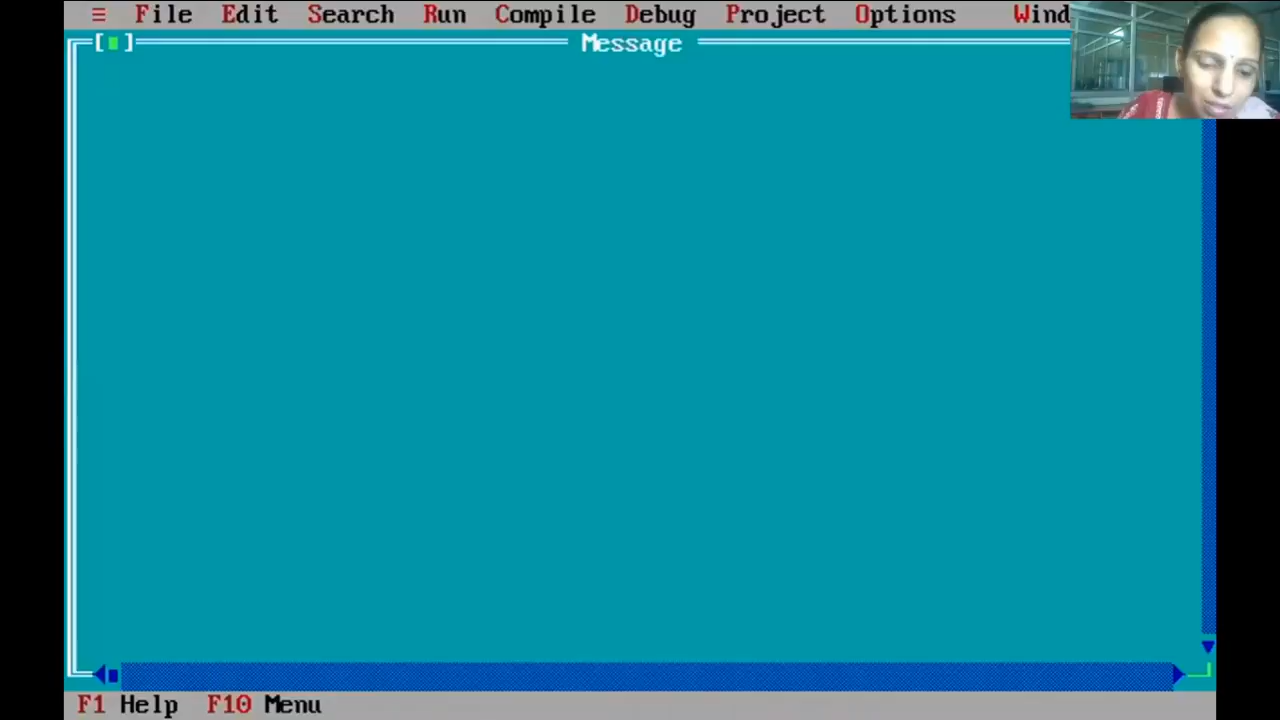 ≡ File Edit Search Run Compile Debug Project Options Wind
[■] Message
F1 Help F10 Menu